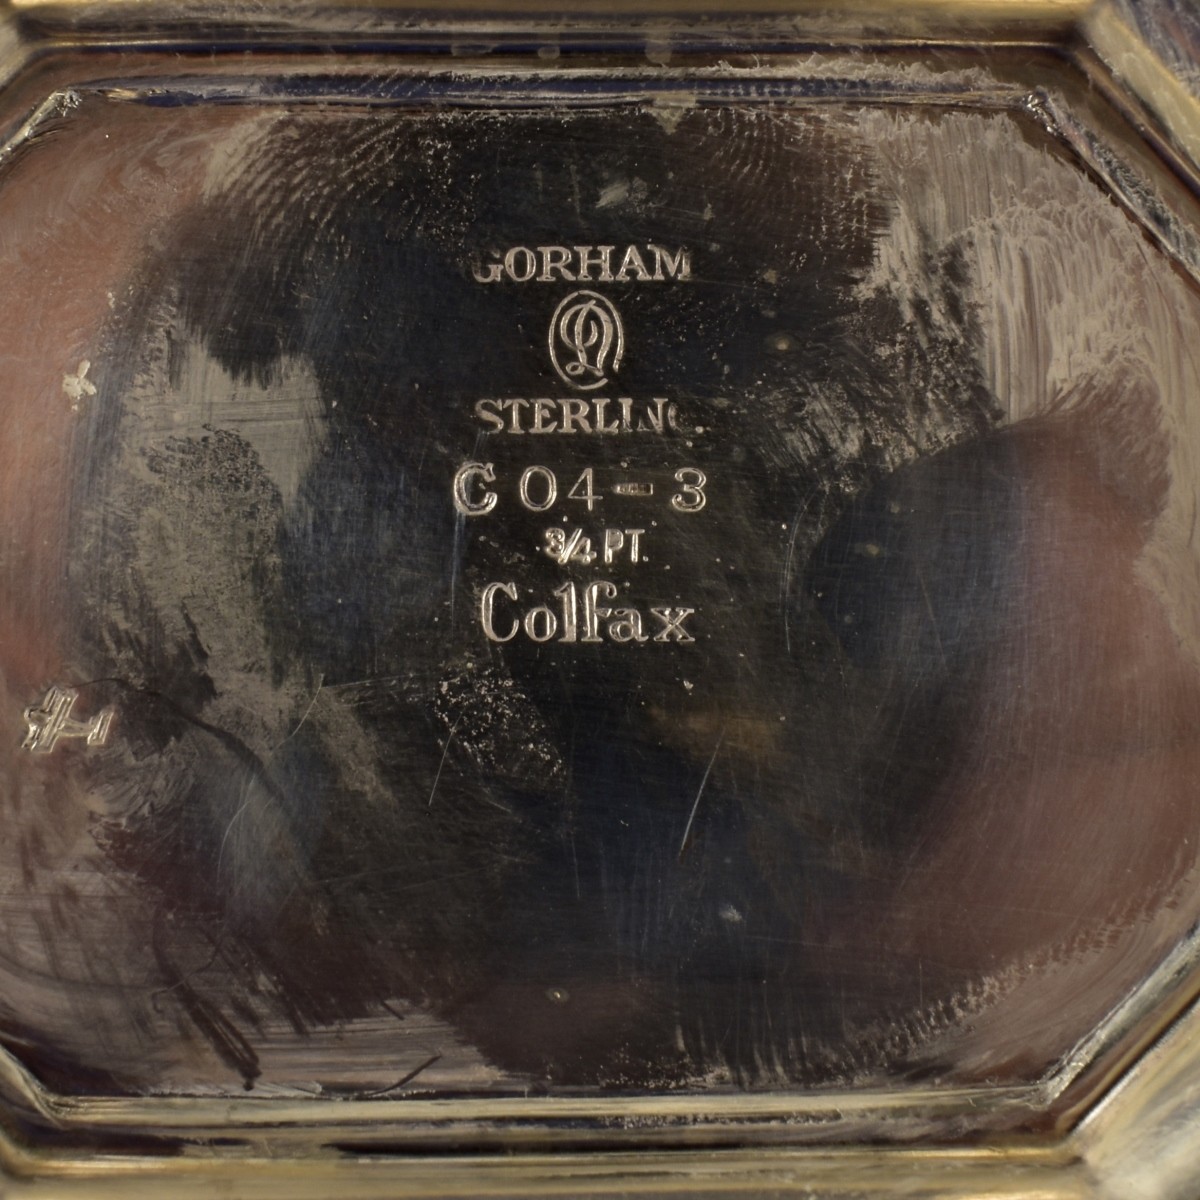 GORHAM
STERLING
C 04-3
3/4 PT.
Colfax